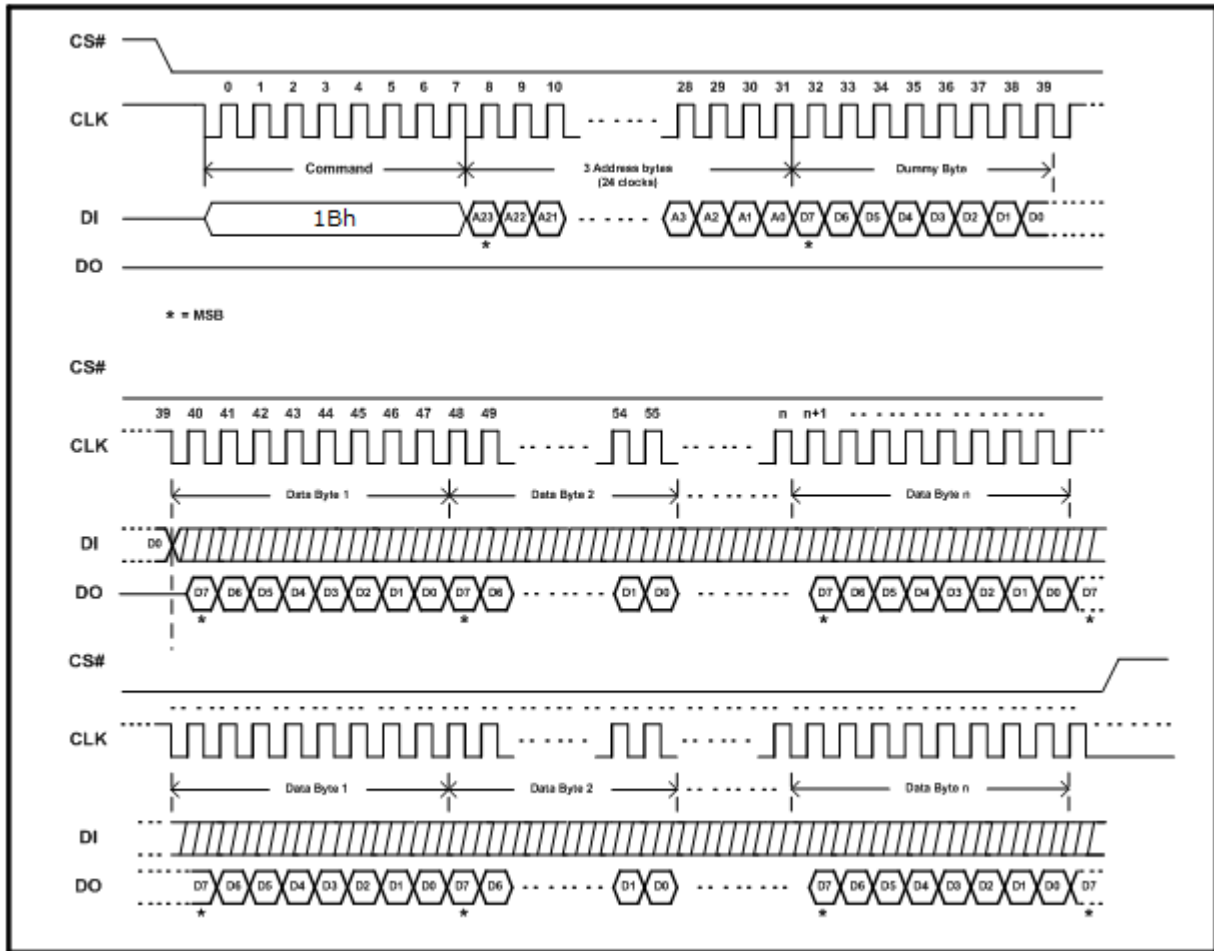 CS#
0 1 2 3 4 5 6 7 8 9 10 28 29 30 31 32 33 34 35 36 37 38 39
CLK
Command 3 Address bytes Dummy Byte
(24 clocks)
DI 1Bh A23 A22 A21 A3 A2 A1 A0 D7 D6 D5 D4 D3 D2 D1 D0
* *
DO
* = MSB
CS#
39 40 41 42 43 44 45 46 47 48 49 54 55 n n+1
CLK
Data Byte 1 Data Byte 2 Data Byte n
DI D0
DO D7 D6 D5 D4 D3 D2 D1 D0 D7 D6 D1 D0 D7 D6 D5 D4 D3 D2 D1 D0 D7
* * * *
CS#
CLK
Data Byte 1 Data Byte 2 Data Byte n
DI
DO D7 D6 D5 D4 D3 D2 D1 D0 D7 D6 D1 D0 D7 D6 D5 D4 D3 D2 D1 D0 D7
* * * *